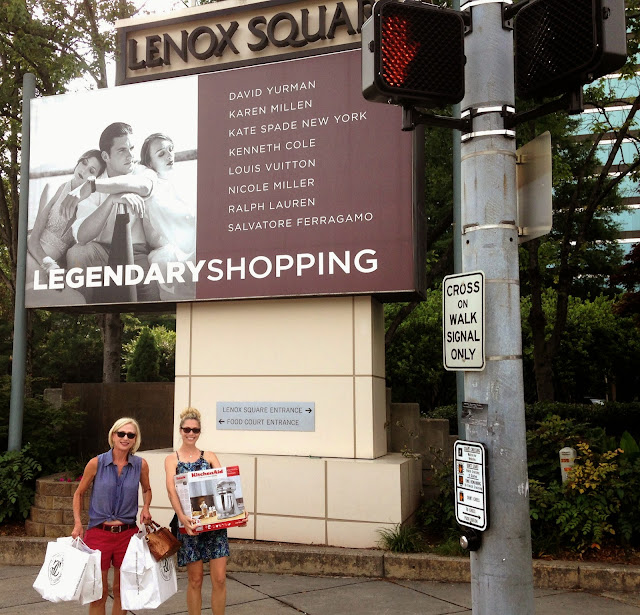 LENOX SQUARE
DAVID YURMAN
KAREN MILLEN
KATE SPADE NEW YORK
KENNETH COLE
LOUIS VUITTON
NICOLE MILLER
RALPH LAUREN
SALVATORE FERRAGAMO
LEGENDARYSHOPPING
CROSS
ON
WALK
SIGNAL
ONLY
LENOX SQUARE ENTRANCE →
← FOOD COURT ENTRANCE
KitchenAid